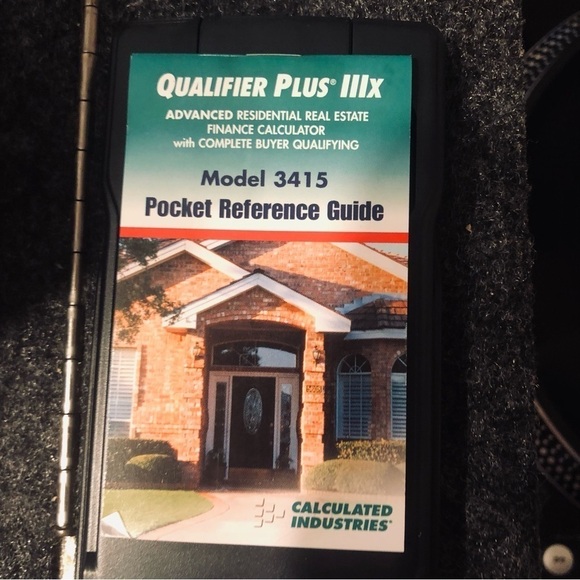 QUALIFIER PLUS® IIIX
ADVANCED RESIDENTIAL REAL ESTATE
FINANCE CALCULATOR
with COMPLETE BUYER QUALIFYING
Model 3415
Pocket Reference Guide
CALCULATED
INDUSTRIES®